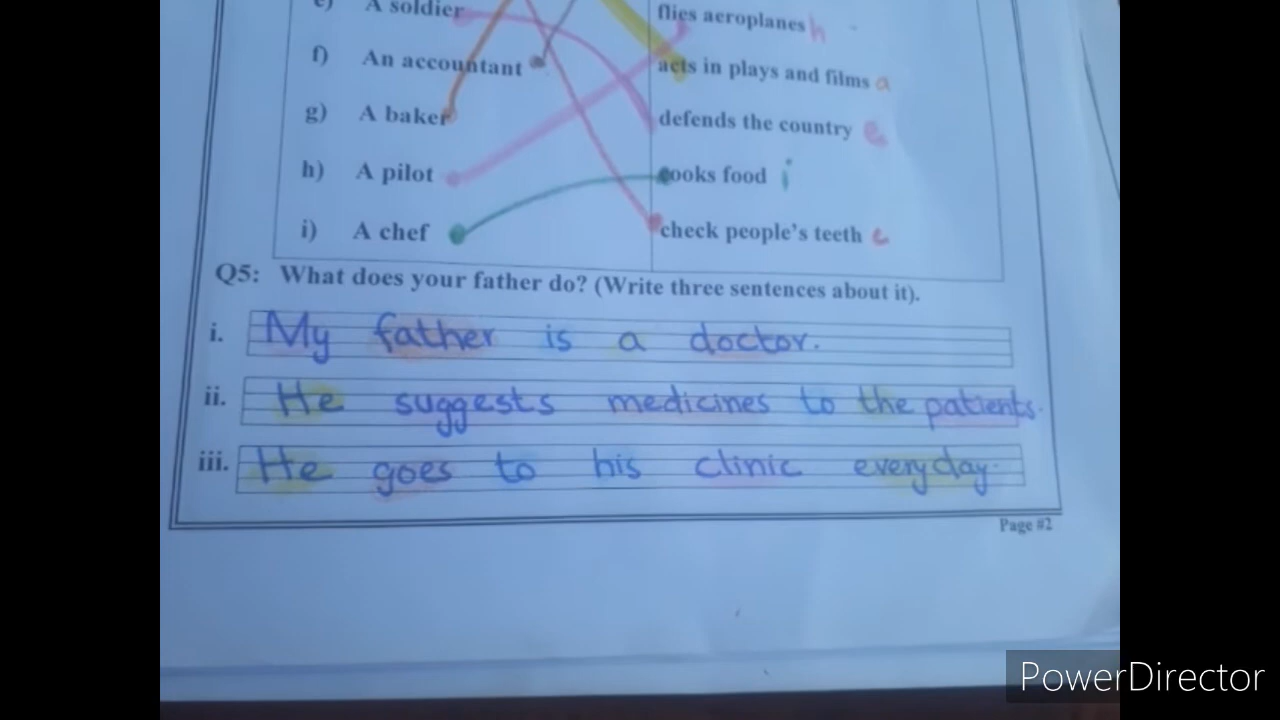 e) A soldier
flies aeroplanes h
f) An accountant
acts in plays and films a
g) A baker
defends the country e
h) A pilot
cooks food i
i) A chef
check people's teeth c
Q5: What does your father do? (Write three sentences about it).
i. My father is a doctor.
ii. He suggests medicines to the patients.
iii. He goes to his clinic everyday.
Page #2
PowerDirector